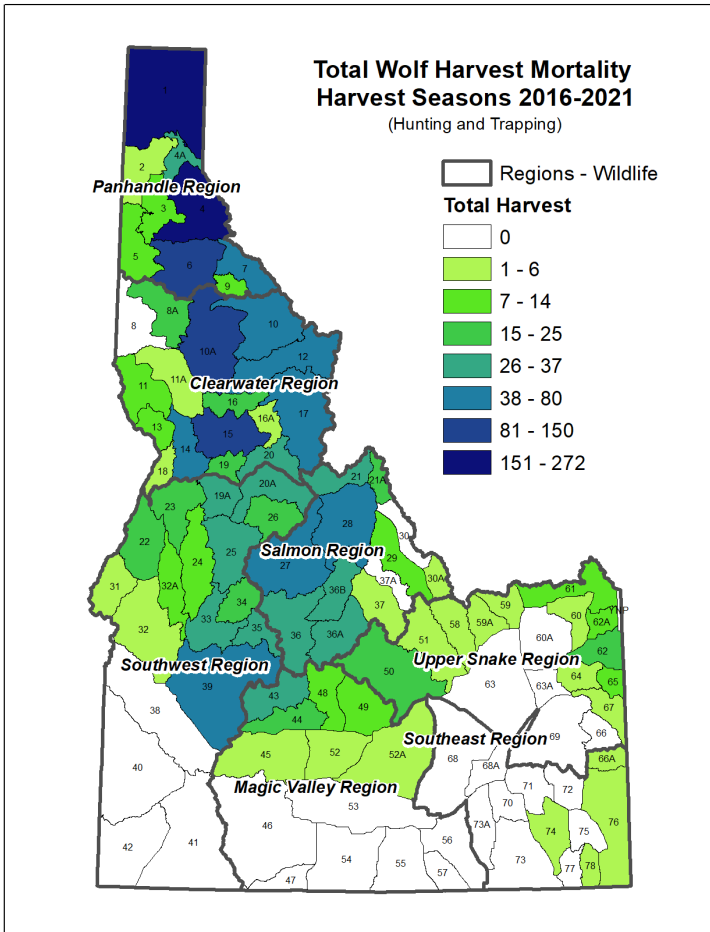 Total Wolf Harvest Mortality
Harvest Seasons 2016-2021
(Hunting and Trapping)
Regions - Wildlife
Total Harvest
0
1 - 6
7 - 14
15 - 25
26 - 37
38 - 80
81 - 150
151 - 272
1
4A
2
Panhandle Region
3
4
5
6
7
9
8
8A
10
10A
12
11A
11
Clearwater Region
16
16A
17
13
15
14
20
19
18
21
21A
20A
19A
23
26
28
30
22
25
Salmon Region
29
24
27
37A
30A
31
32A
36B
34
37
33
35
32
36
36A
51
58
59A
59
61
YNP
60
62A
60A
62
Southwest Region
Upper Snake Region
50
64
65
63
63A
39
43
48
49
67
38
44
66
Southeast Region
69
45
52
52A
68
68A
66A
40
Magic Valley Region
53
71
72
70
76
46
73A
74
75
41
42
56
54
55
57
73
77
78
47